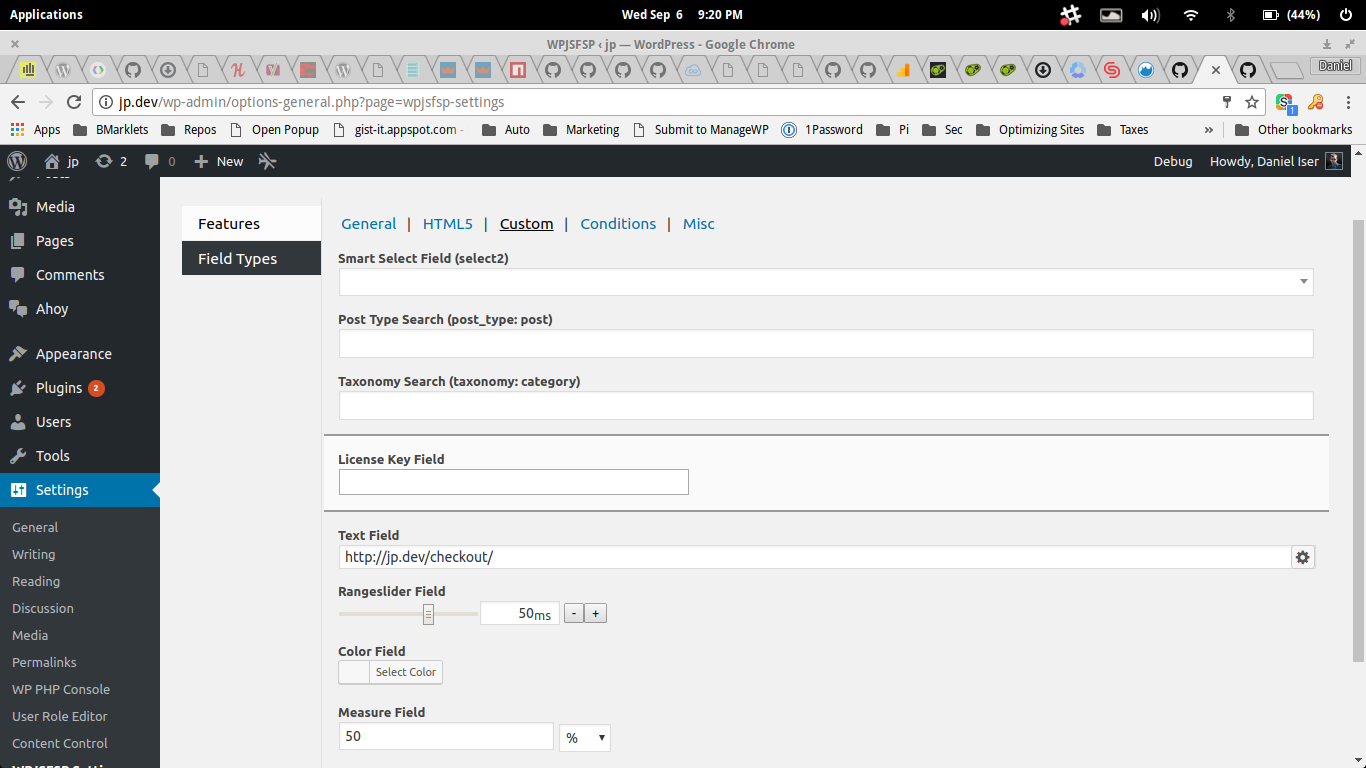 Applications
Wed Sep 6 9:20 PM
(44%)
WPJSFSP ‹ jp — WordPress - Google Chrome
Daniel
jp.dev/wp-admin/options-general.php?page=wpjsfsp-settings
1
Apps BMarklets Repos Open Popup gist-it.appspot.com - Auto Marketing Submit to ManageWP 1Password Pi Sec Optimizing Sites Taxes » Other bookmarks
jp 2 0 + New Debug Howdy, Daniel Iser
Media
Pages
Comments
Ahoy
Appearance
Plugins 2
Users
Tools
Settings
General
Writing
Reading
Discussion
Media
Permalinks
WP PHP Console
User Role Editor
Content Control
Features
Field Types
General | HTML5 | Custom | Conditions | Misc
Smart Select Field (select2)
Post Type Search (post_type: post)
Taxonomy Search (taxonomy: category)
License Key Field
Text Field
http://jp.dev/checkout/
Rangeslider Field
50ms - +
Color Field
Select Color
Measure Field
50 %